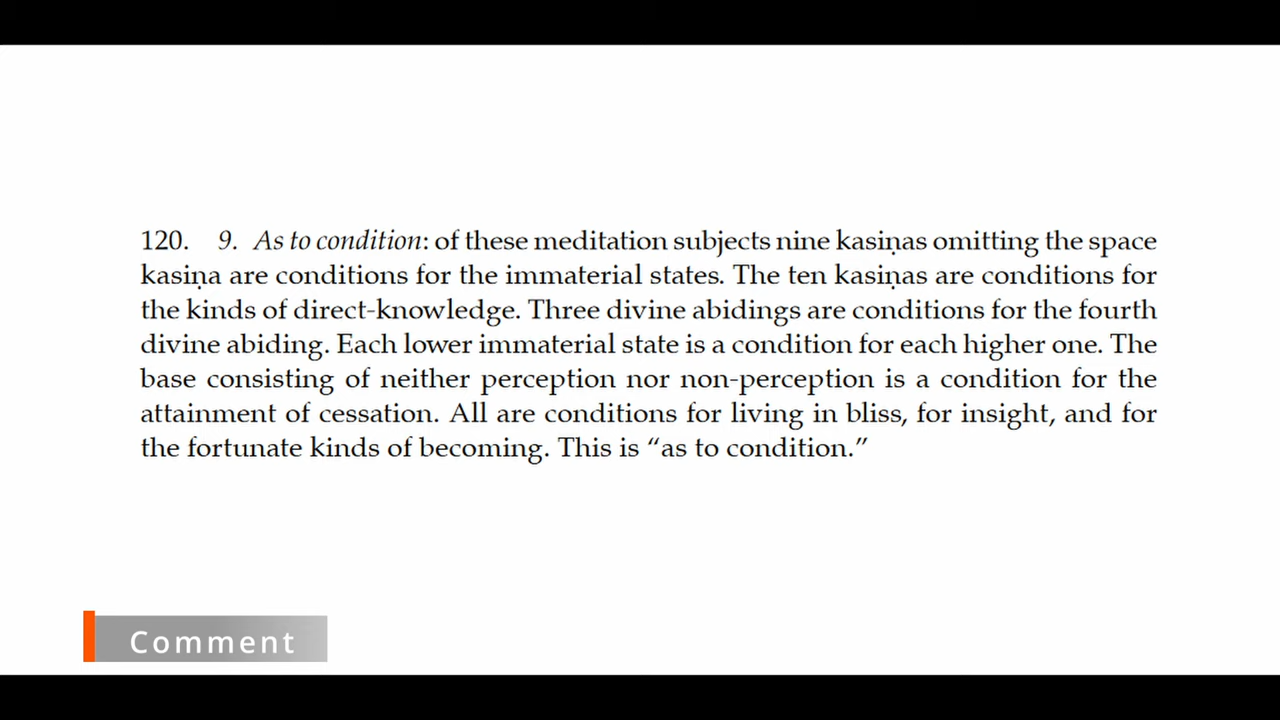 120. 9. As to condition: of these meditation subjects nine kasiṇas omitting the space
kasiṇa are conditions for the immaterial states. The ten kasiṇas are conditions for
the kinds of direct-knowledge. Three divine abidings are conditions for the fourth
divine abiding. Each lower immaterial state is a condition for each higher one. The
base consisting of neither perception nor non-perception is a condition for the
attainment of cessation. All are conditions for living in bliss, for insight, and for
the fortunate kinds of becoming. This is “as to condition.”
Comment